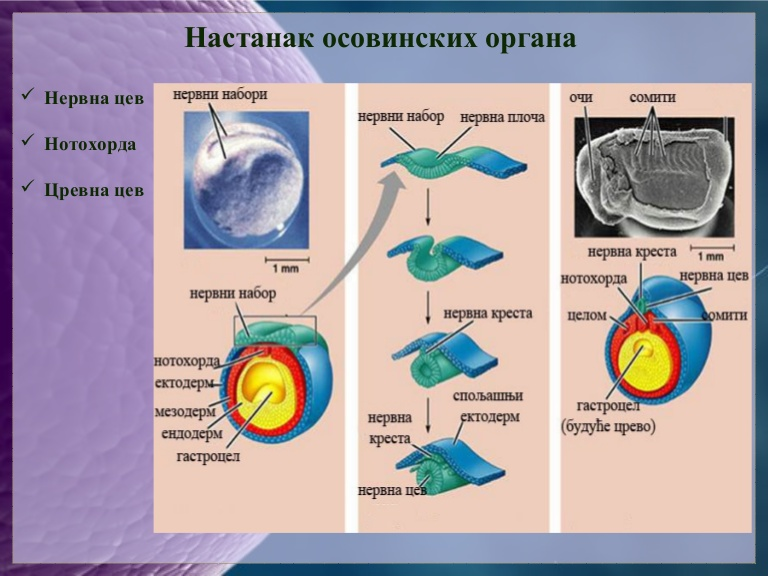 Настанак осовинских органа
Нервна цев
Нотохорда
Цревна цев
нервни набори
1 mm
нервни набор
нотохорда
ектодерм
мезодерм
ендодерм
гастроцел
нервни набор
нервна плоча
нервна креста
спољашњи
ектодерм
нервна
креста
нервна цев
очи
сомити
1 mm
нервна креста
нотохорда
нервна цев
целом
сомити
гастроцел
(будуће црево)